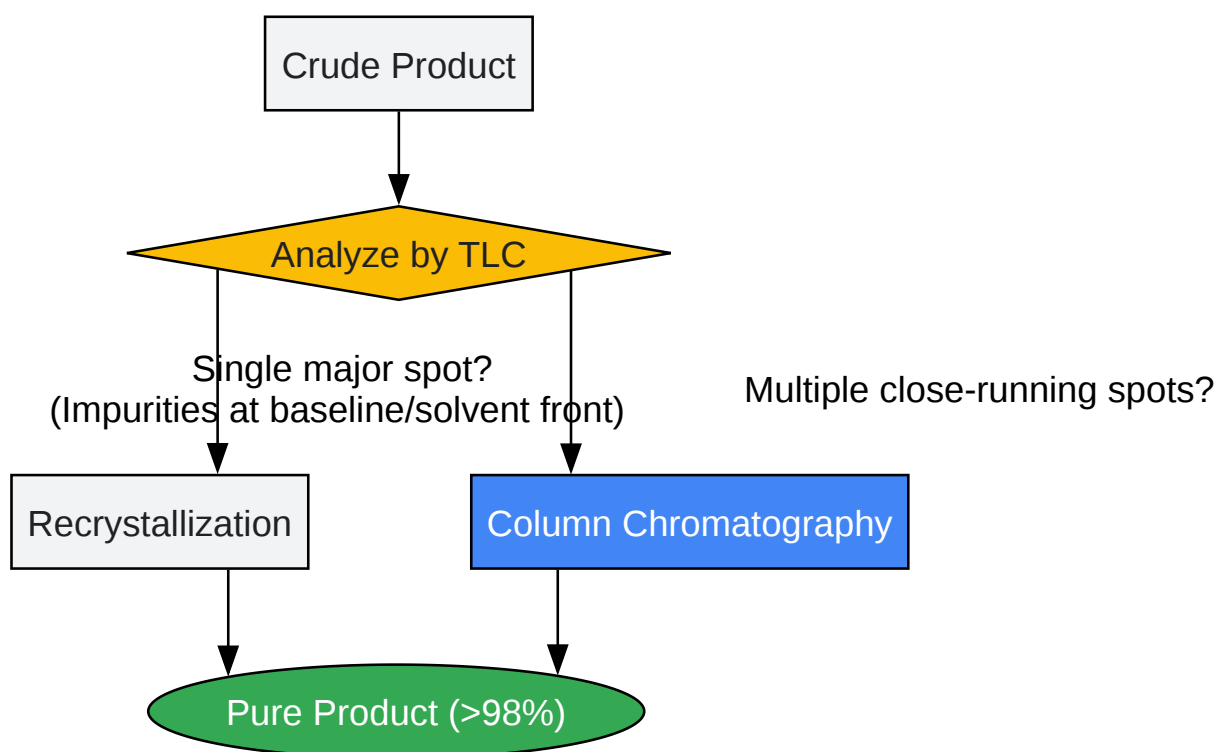 Crude Product
Analyze by TLC
Single major spot?
(Impurities at baseline/solvent front)
Multiple close-running spots?
Recrystallization
Column Chromatography
Pure Product (>98%)